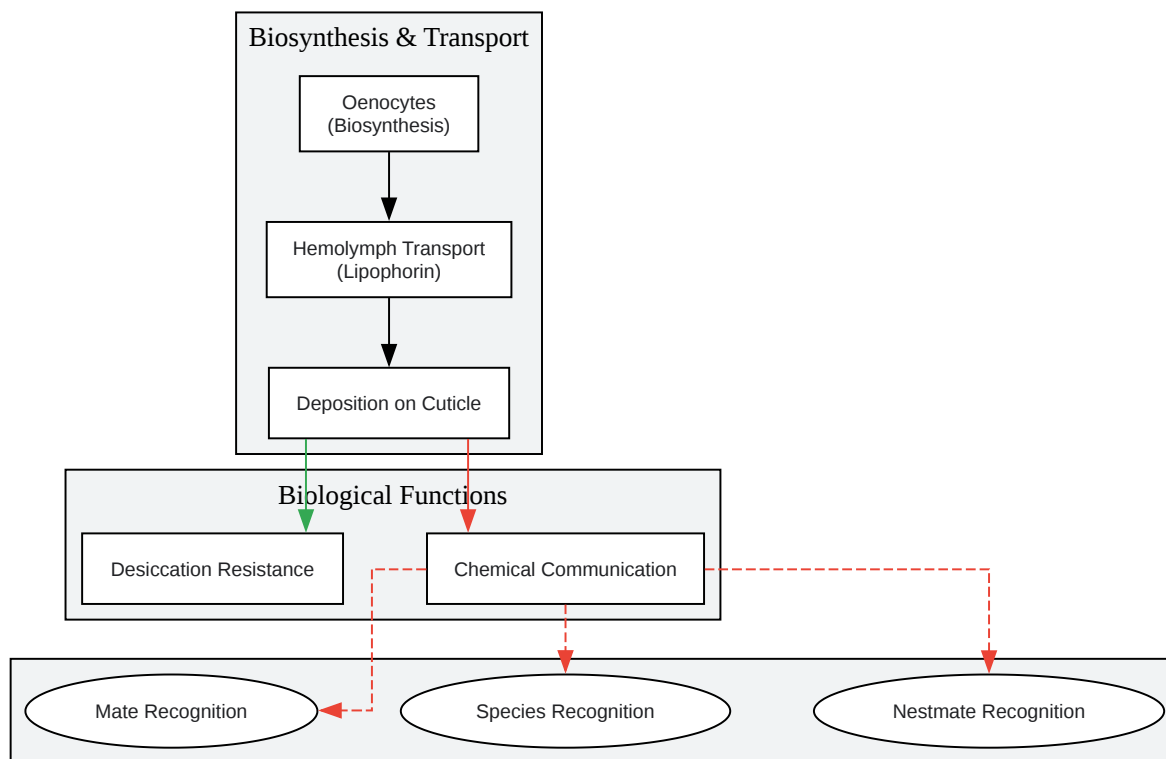 Biosynthesis & Transport
Oenocytes
(Biosynthesis)
Hemolymph Transport
(Lipophorin)
Deposition on Cuticle
Biological Functions
Desiccation Resistance
Chemical Communication
Mate Recognition
Species Recognition
Nestmate Recognition